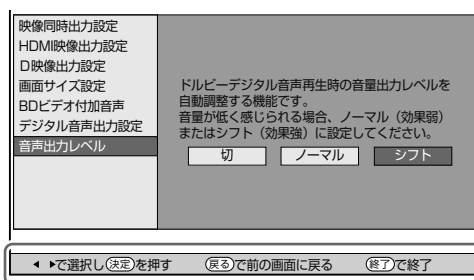 映像同時出力設定
HDMI映像出力設定
D映像出力設定
画面サイズ設定
BDビデオ付加音声
デジタル音声出力設定
音声出力レベル
ドルビーデジタル音声再生時の音量出力レベルを
自動調整する機能です。
音量が低く感じられる場合、ノーマル（効果弱）
またはシフト（効果強）に設定してください。
切 ノーマル シフト
◀ ▶で選択し 決定を押す 戻るで前の画面に戻る 終了で終了